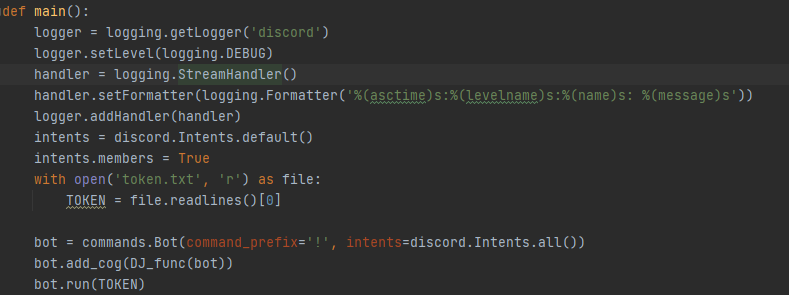 def main():
    logger = logging.getLogger('discord')
    logger.setLevel(logging.DEBUG)
    handler = logging.StreamHandler()
    handler.setFormatter(logging.Formatter('%(asctime)s:%(levelname)s:%(name)s: %(message)s'))
    logger.addHandler(handler)
    intents = discord.Intents.default()
    intents.members = True
    with open('token.txt', 'r') as file:
        TOKEN = file.readlines()[0]

    bot = commands.Bot(command_prefix='!', intents=discord.Intents.all())
    bot.add_cog(DJ_func(bot))
    bot.run(TOKEN)